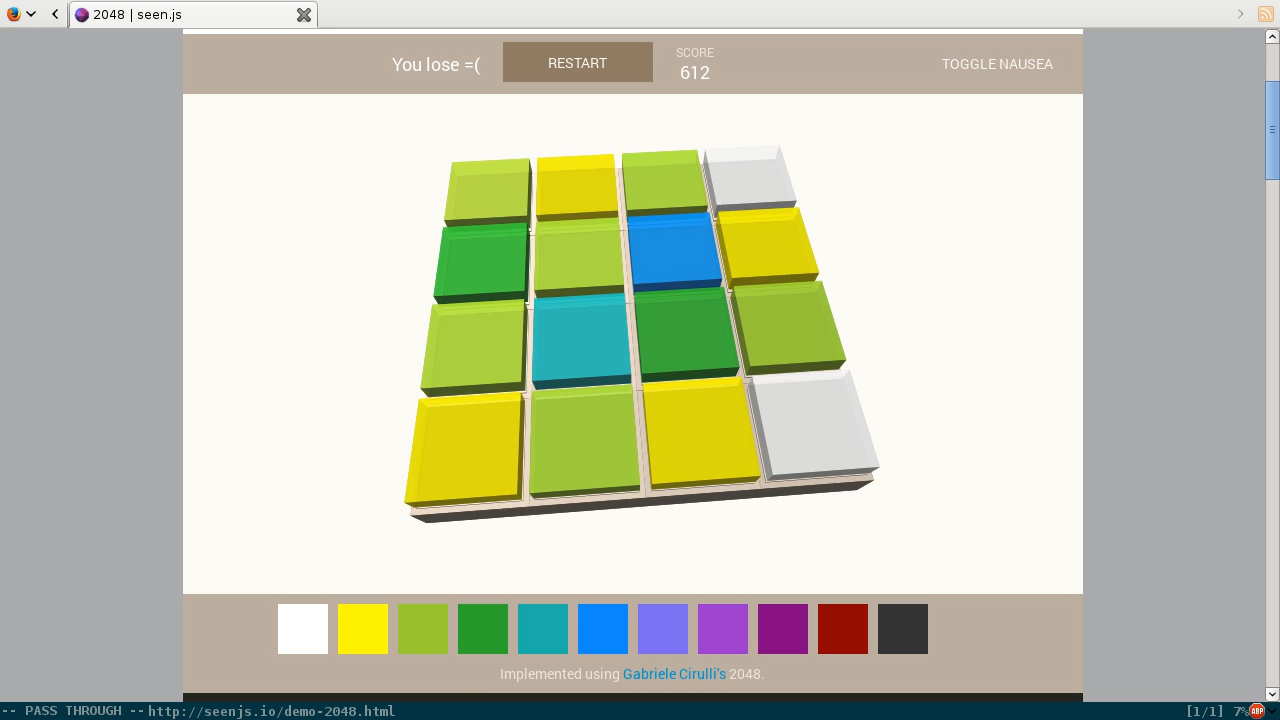 2048 | seen.js
You lose =(
RESTART
SCORE
612
TOGGLE NAUSEA
Implemented using Gabriele Cirulli's 2048.
-- PASS THROUGH -- http://seenjs.io/demo-2048.html
[1/1] 7%
ABP